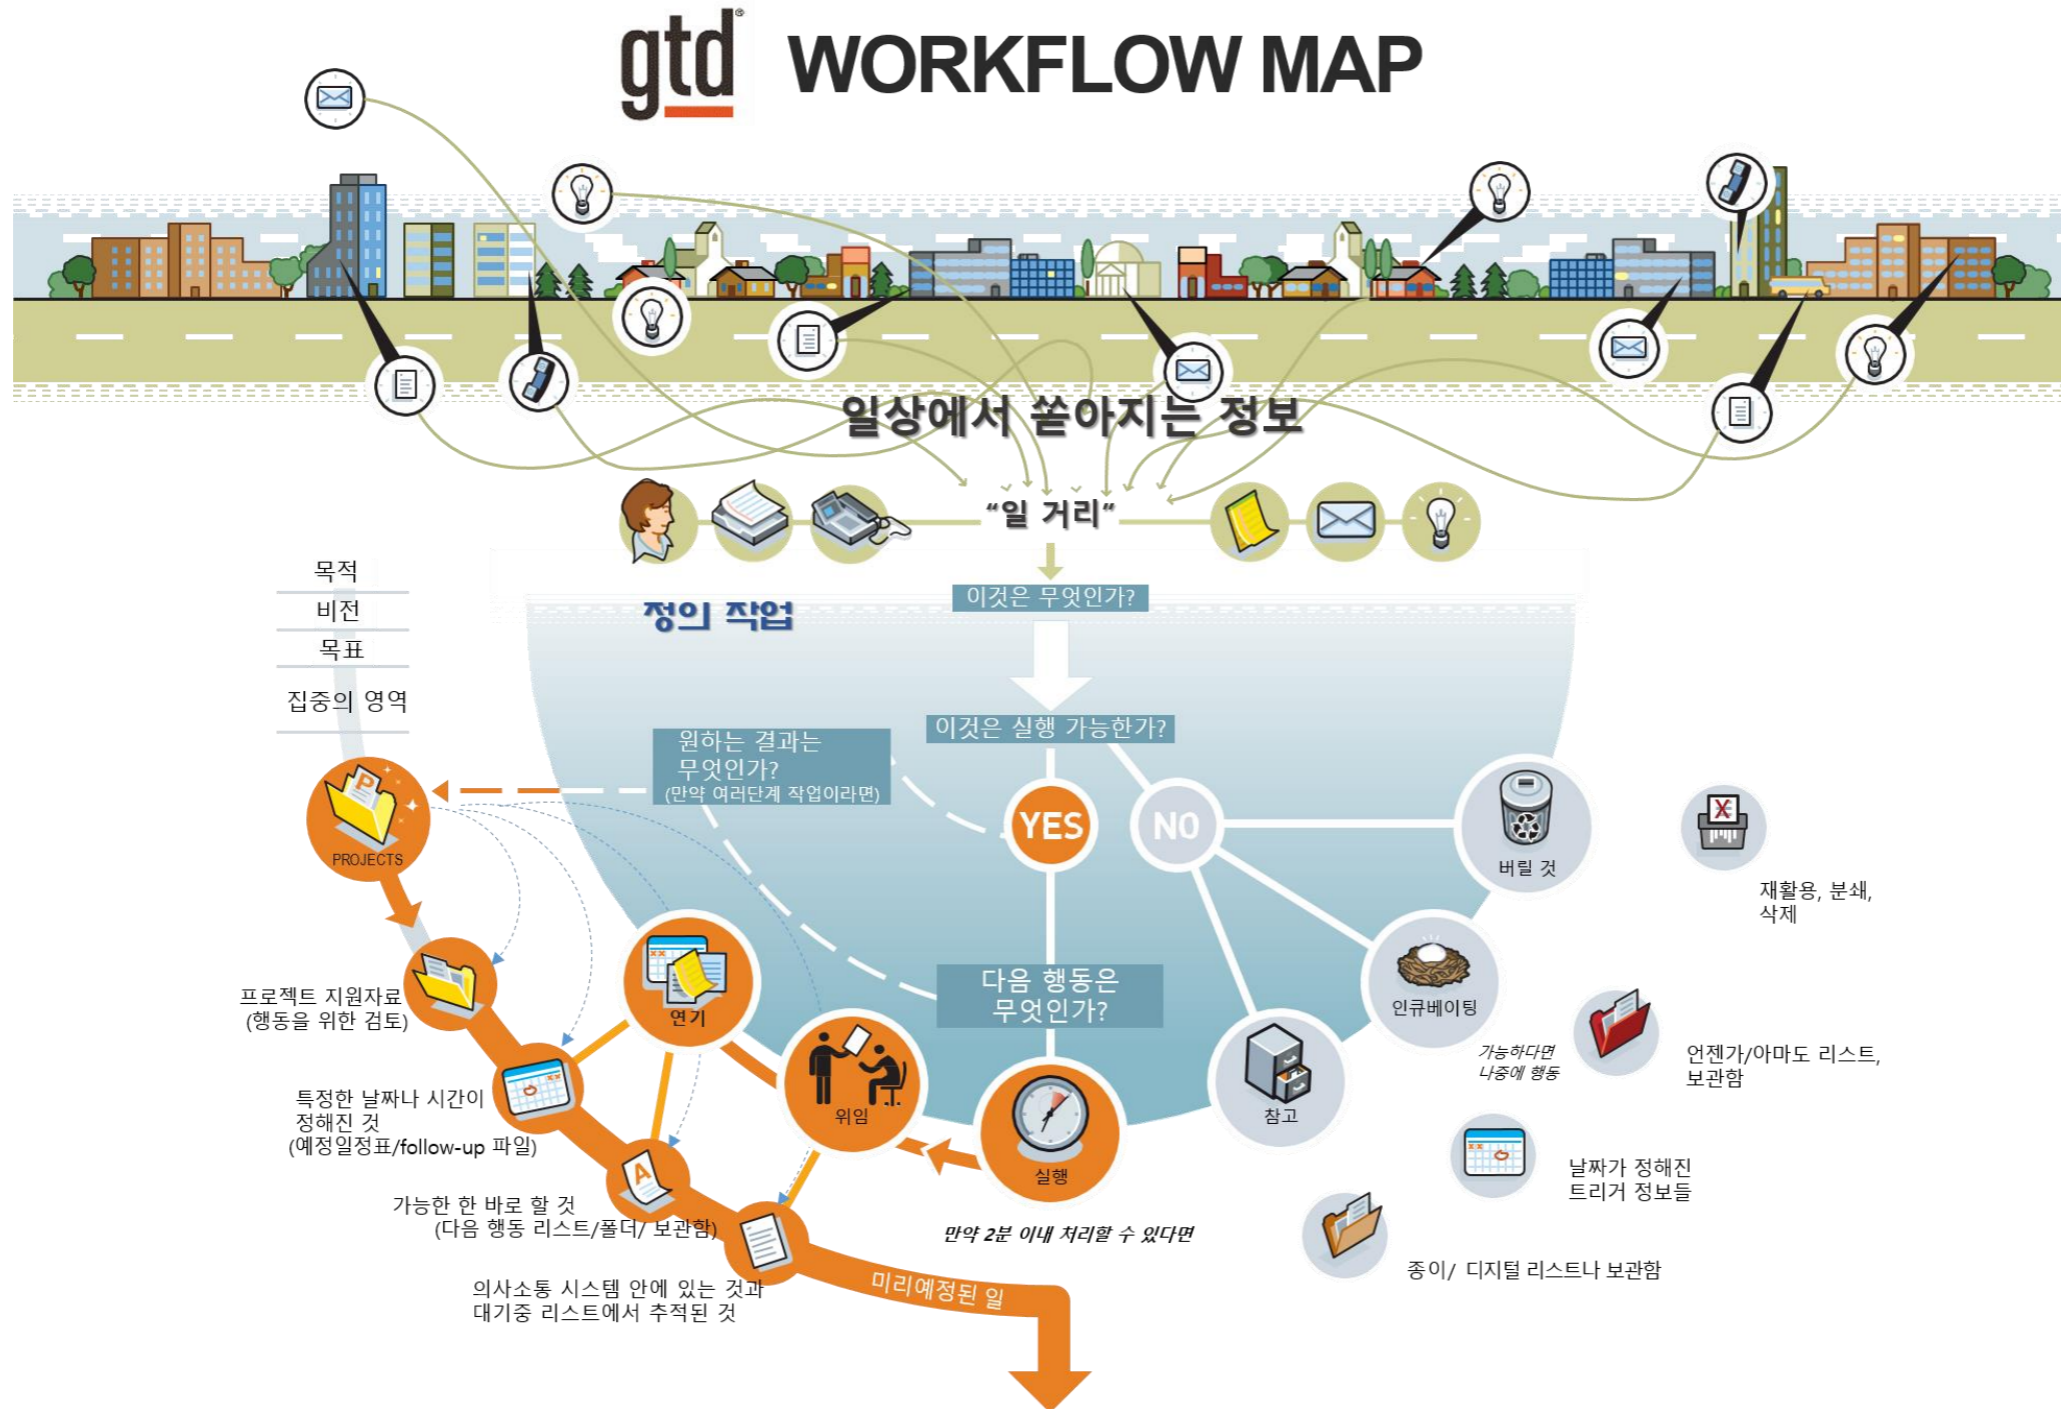 gtd® WORKFLOW MAP
일상에서 쏟아지는 정보
“일 거리“
목적
비전
목표
집중의 영역
정의 작업
이것은 무엇인가?
이것은 실행 가능한가?
원하는 결과는
무엇인가?
(만약 여러단계 작업이라면)
YES
NO
P
PROJECTS
버릴 것
재활용, 분쇄,
삭제
프로젝트 지원자료
(행동을 위한 검토)
연기
다음 행동은
무엇인가?
인큐베이팅
가능하다면
나중에 행동
언젠가/아마도 리스트,
보관함
특정한 날짜나 시간이
정해진 것
(예정일정표/follow-up 파일)
위임
실행
참고
날짜가 정해진
트리거 정보들
A
가능한 한 바로 할 것
(다음 행동 리스트/폴더/ 보관함)
만약 2분 이내 처리할 수 있다면
종이/ 디지털 리스트나 보관함
의사소통 시스템 안에 있는 것과
대기중 리스트에서 추적된 것
미리예정된 일